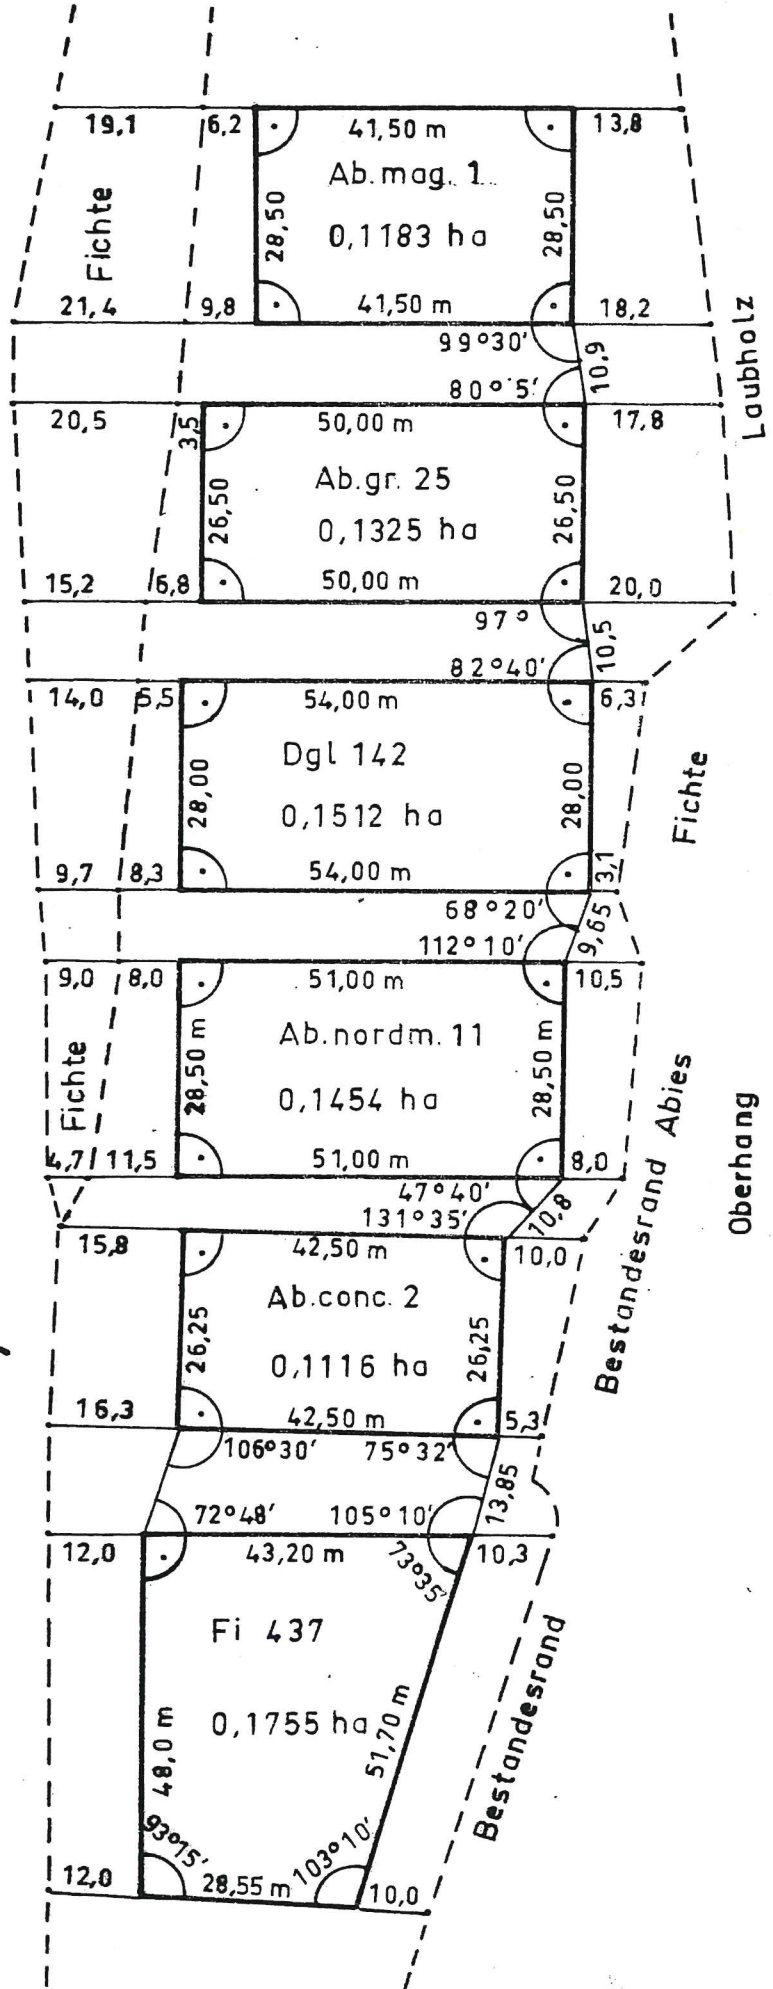 19,1 6,2 41,50 m 13,8
Ab.mag. 1
Fichte
28,50 0,1183 ha 28,50
21,4 9,8 41,50 m 18,2
99°30'
10,9
80°5'
Laubholz
20,5 3,5 50,00 m 17,8
Ab.gr. 25
26,50 0,1325 ha 26,50
15,2 6,8 50,00 m 20,0
97°
10,5
82°40'
14,0 5,5 54,00 m 6,3
Dgl 142
28,00 0,1512 ha 28,00
Fichte
9,7 8,3 54,00 m 3,1
68°20'
9,65
112°10'
9,0 8,0 51,00 m 10,5
Ab.nordm. 11
Fichte
28,50 m 0,1454 ha 28,50 m
4,7 11,5 51,00 m 8,0
Bestandesrand Abies
Oberhang
47°40'
10,8
131°35'
15,8 42,50 m 10,0
Ab.conc. 2
26,25 0,1116 ha 26,25
16,3 42,50 m 5,3
106°30' 75°32'
13,85
72°48' 105°10'
12,0 43,20 m 10,3
73°35'
Fi 437
0,1755 ha
48,0 m 51,70 m
Bestandesrand
93°15' 103°10'
12,0 28,55 m 10,0